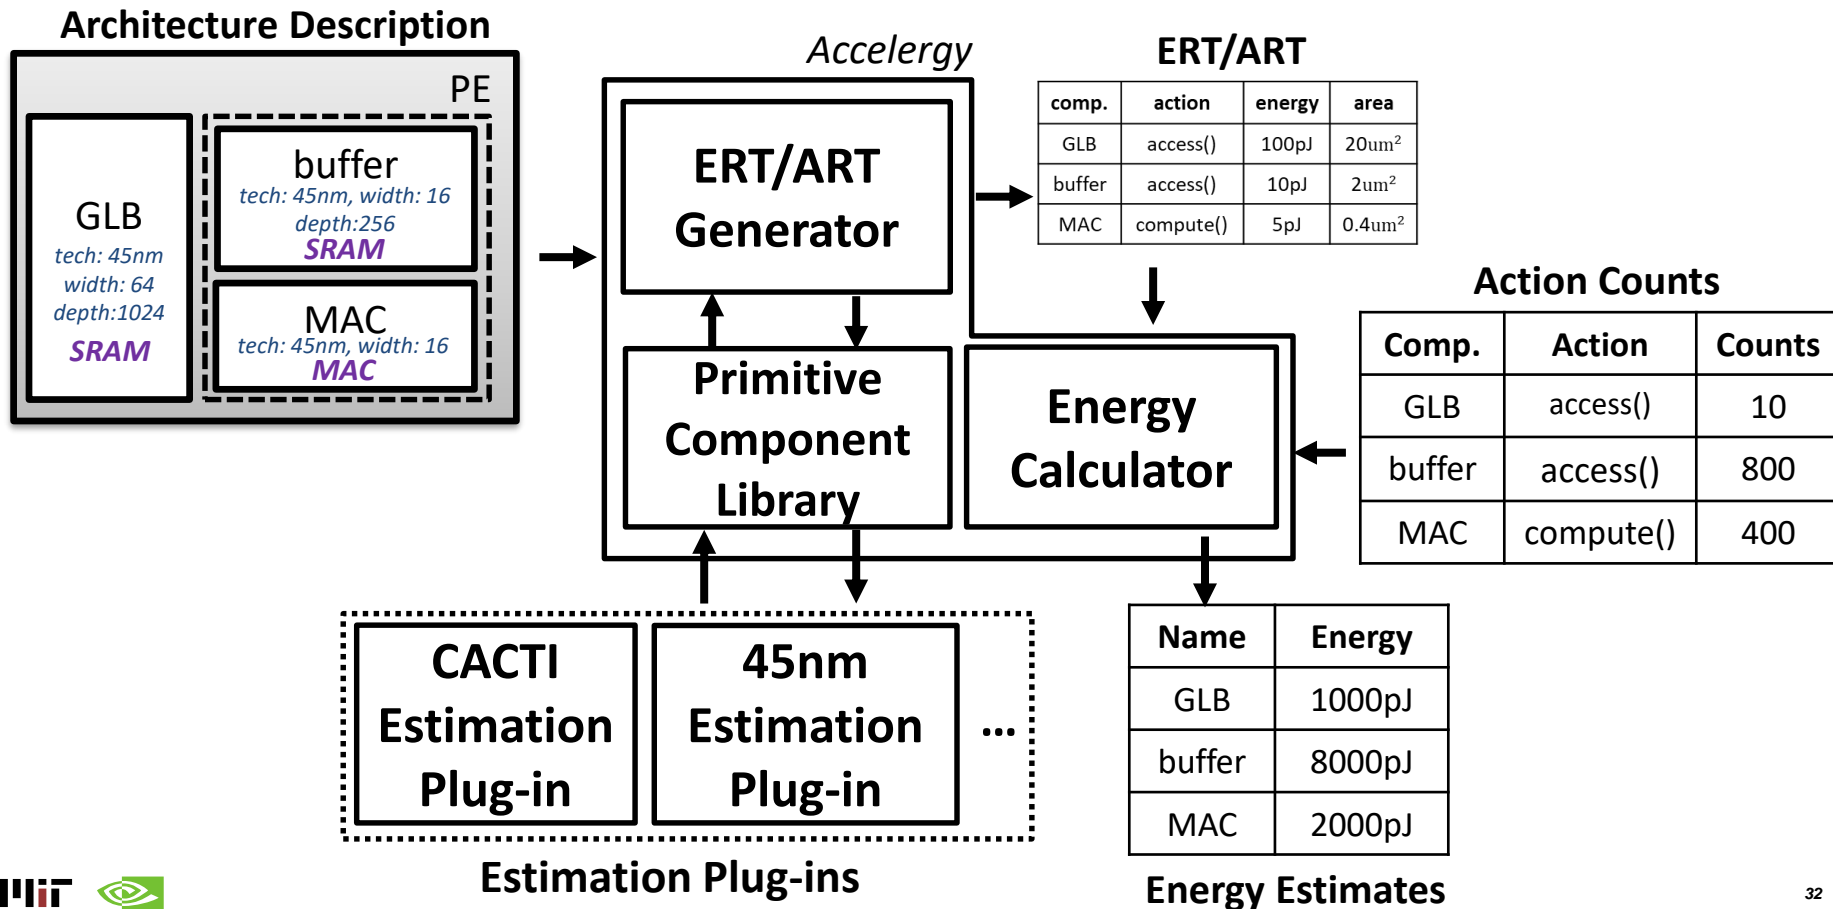 Architecture Description
PE
GLB
tech: 45nm
width: 64
depth:1024
SRAM
buffer
tech: 45nm, width: 16
depth:256
SRAM
MAC
tech: 45nm, width: 16
MAC
Accelergy
ERT/ART
Generator
Primitive
Component
Library
Energy
Calculator
ERT/ART
comp. action energy area
GLB access() 100pJ 20um²
buffer access() 10pJ 2um²
MAC compute() 5pJ 0.4um²
Action Counts
Comp. Action Counts
GLB access() 10
buffer access() 800
MAC compute() 400
CACTI
Estimation
Plug-in
45nm
Estimation
Plug-in
...
Estimation Plug-ins
Name Energy
GLB 1000pJ
buffer 8000pJ
MAC 2000pJ
Energy Estimates
MIT
32